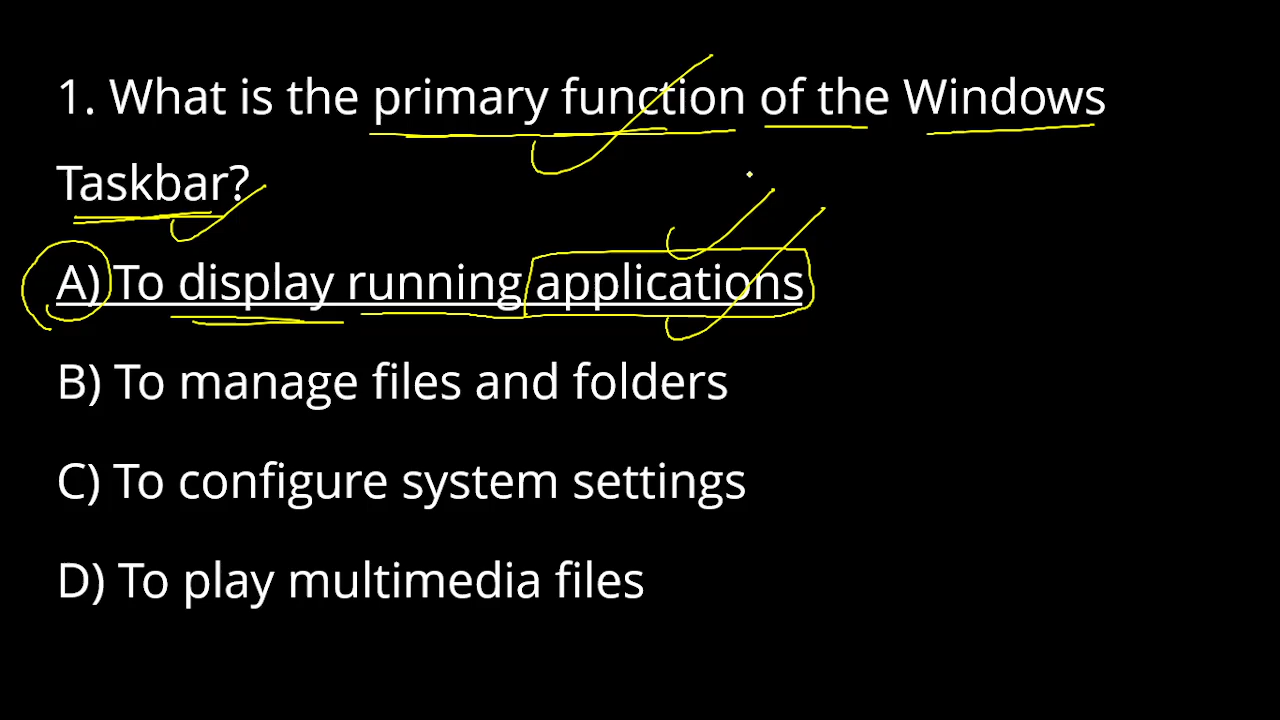 1. What is the primary function of the Windows
Taskbar?
A) To display running applications
B) To manage files and folders
C) To configure system settings
D) To play multimedia files